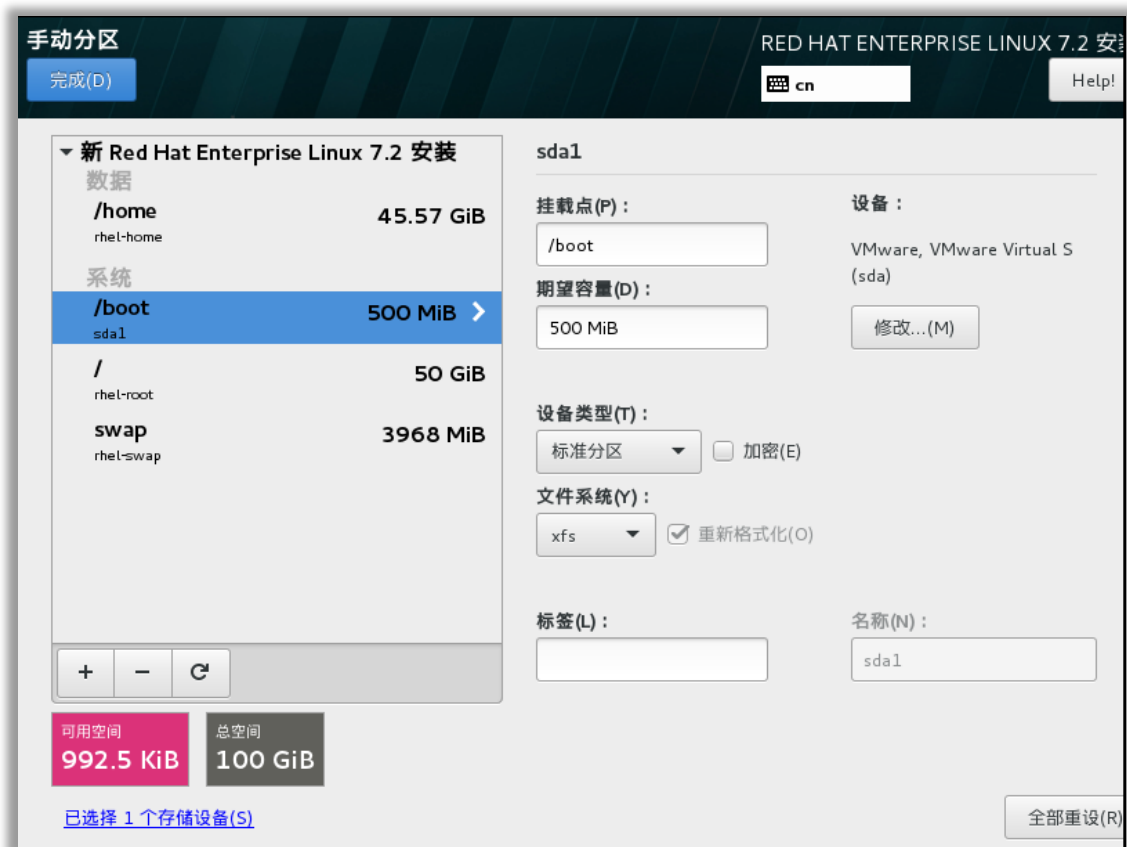 手动分区
RED HAT ENTERPRISE LINUX 7.2 安
完成(D)
cn
Help!
新 Red Hat Enterprise Linux 7.2 安装
数据
/home
45.57 GiB
rhel-home
系统
/boot
500 MiB
sda1
/
50 GiB
rhel-root
swap
3968 MiB
rhel-swap
+ −
可用空间
992.5 KiB
总空间
100 GiB
已选择 1 个存储设备(S)
sda1
挂载点(P)：
/boot
期望容量(D)：
500 MiB
设备：
VMware, VMware Virtual S
(sda)
修改...(M)
设备类型(T)：
标准分区
加密(E)
文件系统(Y)：
xfs
重新格式化(O)
标签(L)：
名称(N)：
sda1
全部重设(R)